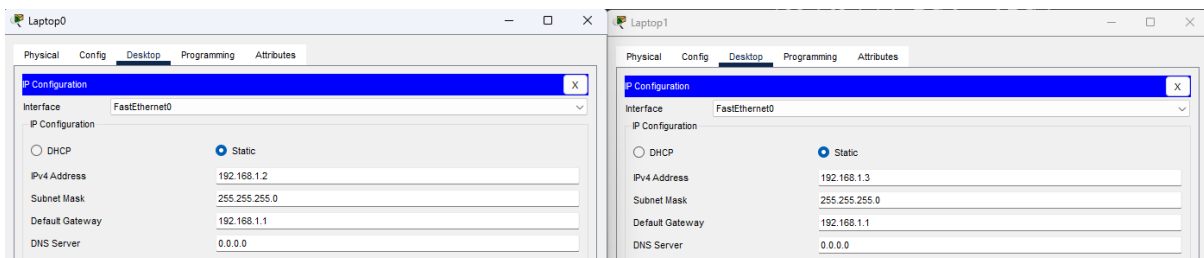 Laptop0
Physical Config Desktop Programming Attributes
IP Configuration X
Interface FastEthernet0
IP Configuration
DHCP Static
IPv4 Address 192.168.1.2
Subnet Mask 255.255.255.0
Default Gateway 192.168.1.1
DNS Server 0.0.0.0
Laptop1
Physical Config Desktop Programming Attributes
IP Configuration X
Interface FastEthernet0
IP Configuration
DHCP Static
IPv4 Address 192.168.1.3
Subnet Mask 255.255.255.0
Default Gateway 192.168.1.1
DNS Server 0.0.0.0